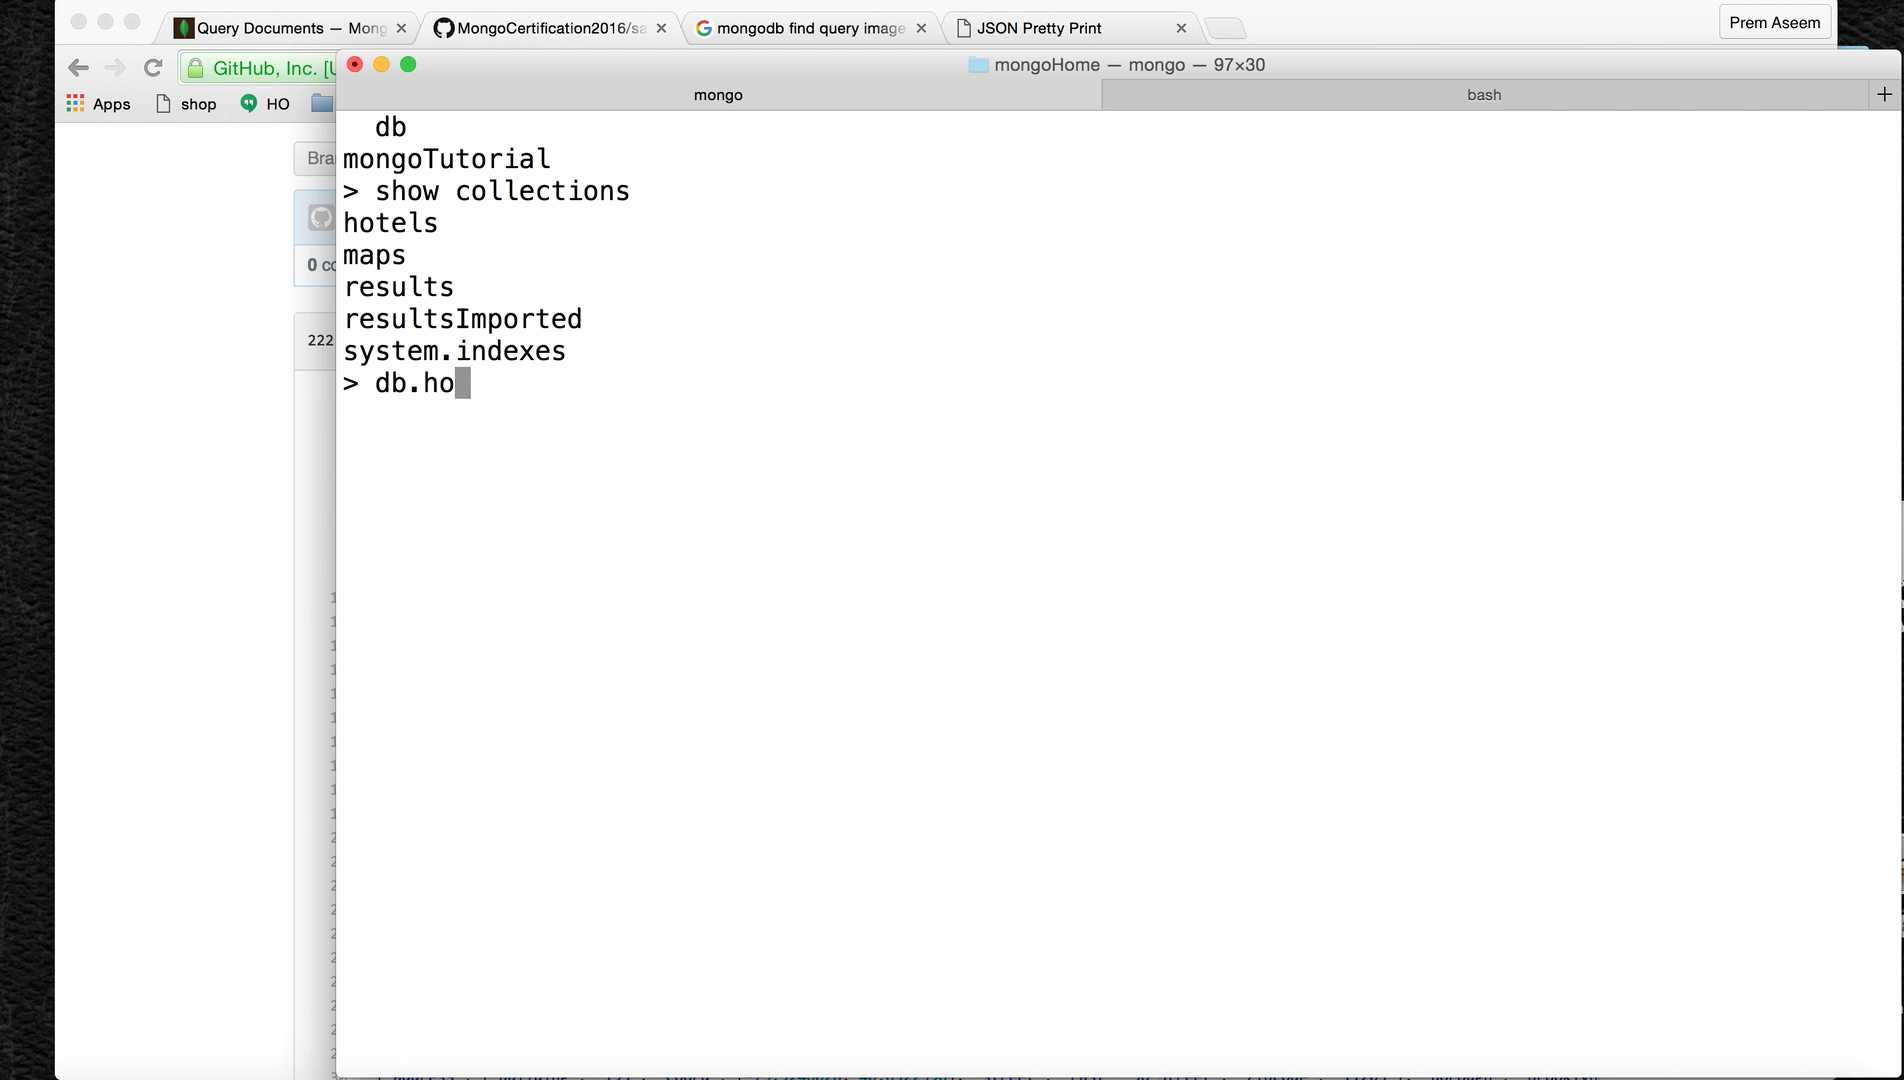 Query Documents — Mong
MongoCertification2016/sa
mongodb find query image
JSON Pretty Print
Prem Aseem
GitHub, Inc. [U
Apps
shop
HO
mongoHome — mongo — 97×30
mongo
bash
db
mongoTutorial
> show collections
hotels
maps
results
resultsImported
system.indexes
> db.ho
Bra
0 co
222